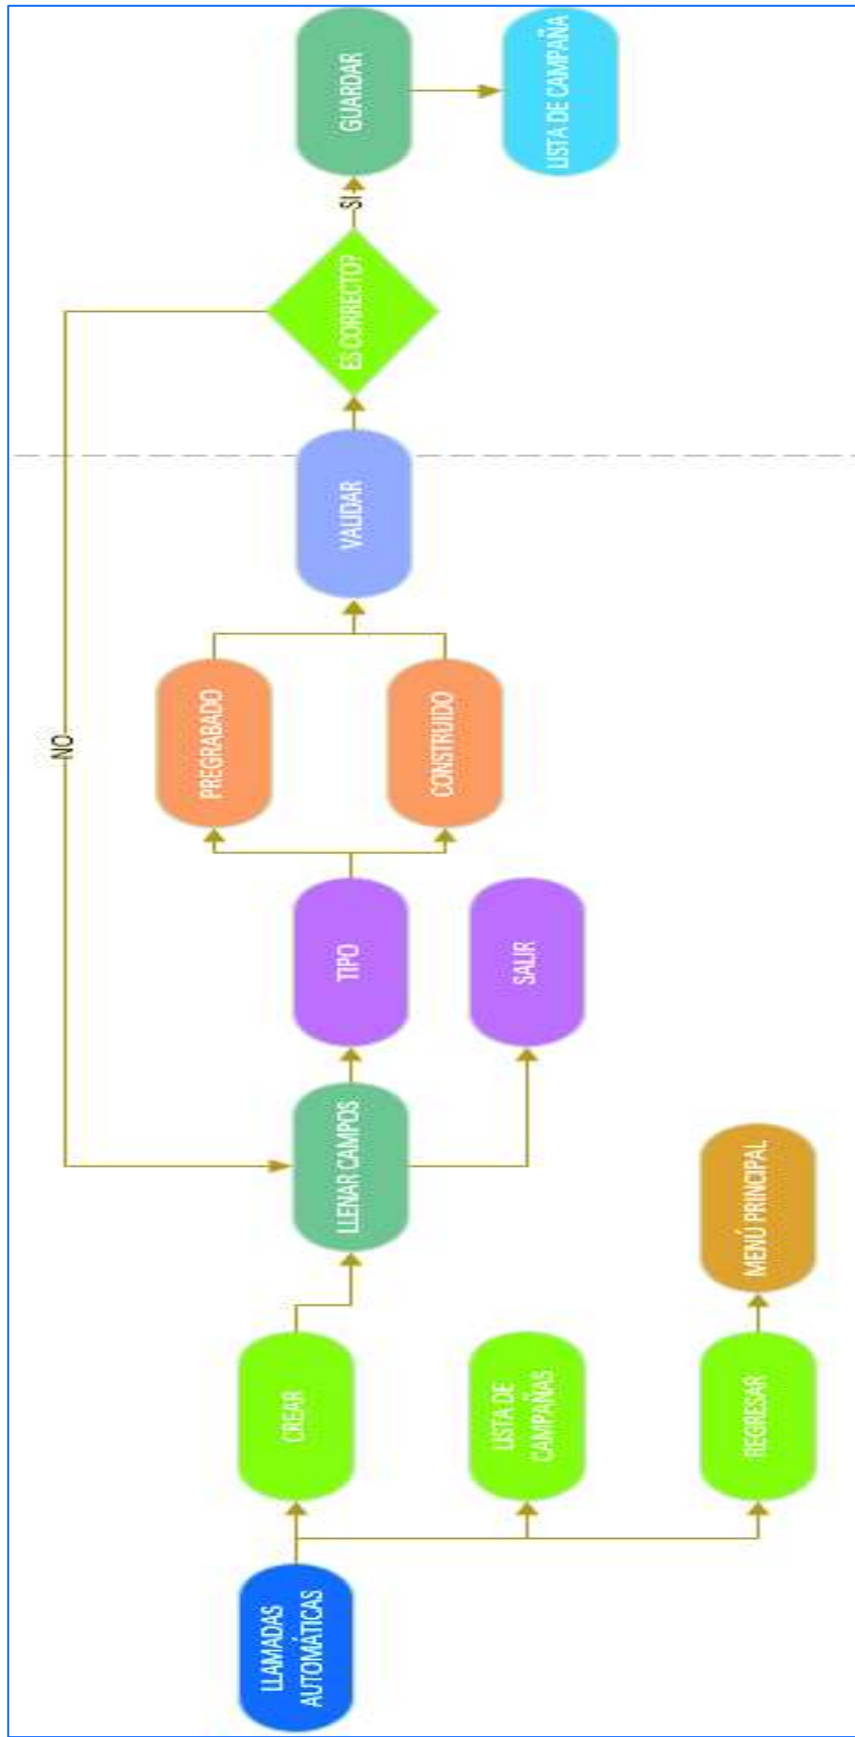 LLAMADAS
AUTOMÁTICAS
CREAR
LISTA DE
CAMPAÑAS
REGRESAR
MENÚ PRINCIPAL
LLENAR CAMPOS
TIPO
SALIR
PREGRABADO
CONSTRUIDO
VALIDAR
ES CORRECTO?
NO
SI
GUARDAR
LISTA DE CAMPAÑA